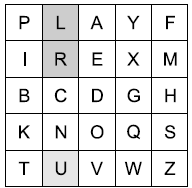 P L A Y F
I R E X M
B C D G H
K N O Q S
T U V W Z